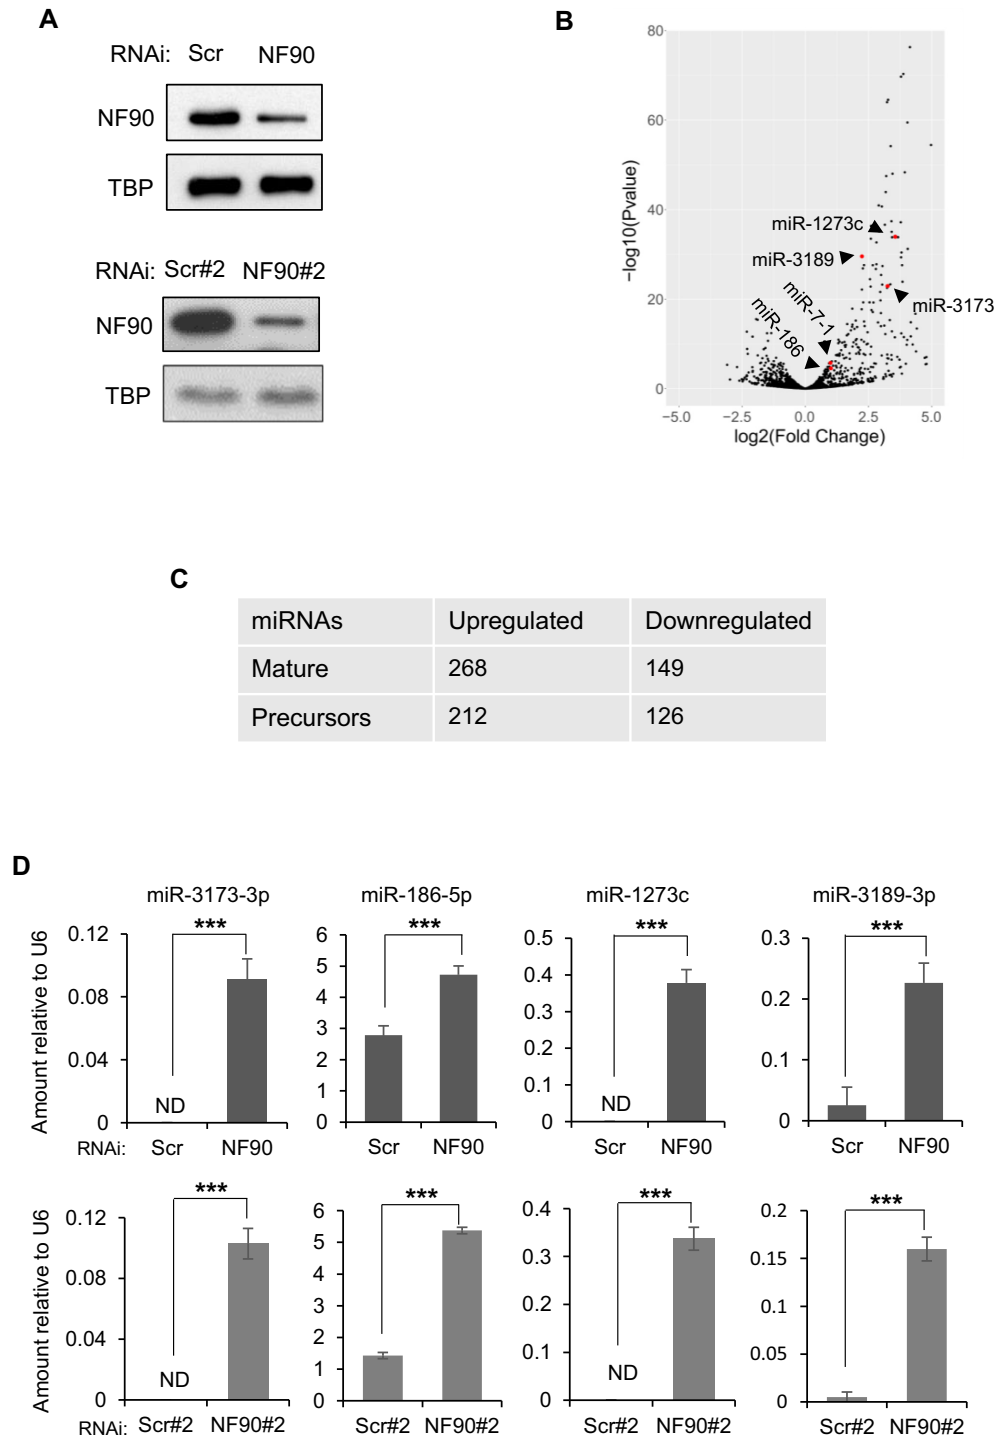 A
RNAi: Scr NF90
NF90
TBP
RNAi: Scr#2 NF90#2
NF90
TBP
B
80
60
40
20
0
−log10(Pvalue)
miR-1273c
miR-3189
miR-3173
miR-7-1
miR-186
−5.0 −2.5 0.0 2.5 5.0
log2(Fold Change)
C
miRNAs Upregulated Downregulated
Mature 268 149
Precursors 212 126
D
miR-3173-3p
Amount relative to U6
0.12
0.08
0.04
0
***
ND
RNAi: Scr NF90
miR-186-5p
6
5
4
3
2
1
0
***
Scr NF90
miR-1273c
0.5
0.4
0.3
0.2
0.1
0
***
ND
Scr NF90
miR-3189-3p
0.3
0.2
0.1
0
***
Scr NF90
Amount relative to U6
0.12
0.08
0.04
0
***
ND
RNAi: Scr#2 NF90#2
6
5
4
3
2
1
0
***
Scr#2 NF90#2
0.4
0.3
0.2
0.1
0
***
ND
Scr#2 NF90#2
0.2
0.15
0.1
0.05
0
***
Scr#2 NF90#2